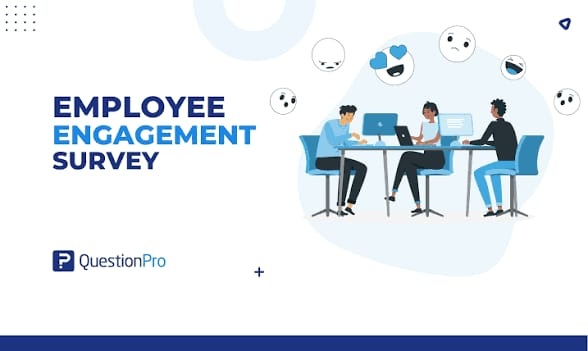 EMPLOYEE
ENGAGEMENT
SURVEY
QuestionPro